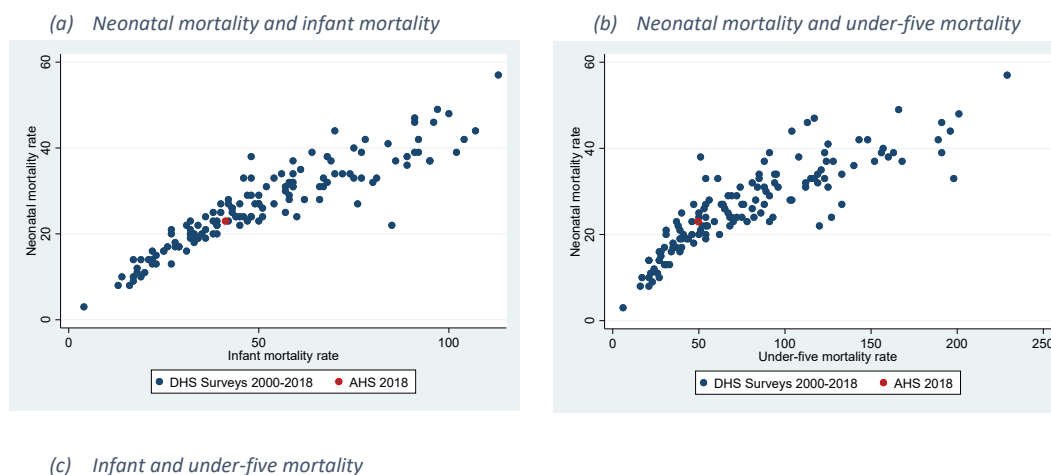 (a) Neonatal mortality and infant mortality
(b) Neonatal mortality and under-five mortality
Neonatal mortality rate
60
40
20
0
0 50 100
Infant mortality rate
DHS Surveys 2000-2018 AHS 2018
Neonatal mortality rate
60
40
20
0
0 50 100 150 200 250
Under-five mortality rate
DHS Surveys 2000-2018 AHS 2018
(c) Infant and under-five mortality